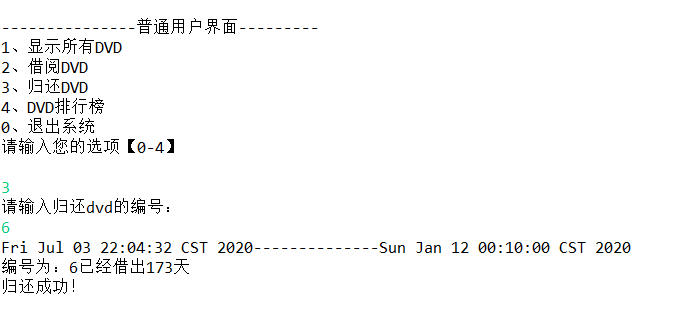 ---------------普通用户界面---------
1、显示所有DVD
2、借阅DVD
3、归还DVD
4、DVD排行榜
0、退出系统
请输入您的选项【0-4】
3
请输入归还dvd的编号：
6
Fri Jul 03 22:04:32 CST 2020--------------Sun Jan 12 00:10:00 CST 2020
编号为：6已经借出173天
归还成功！